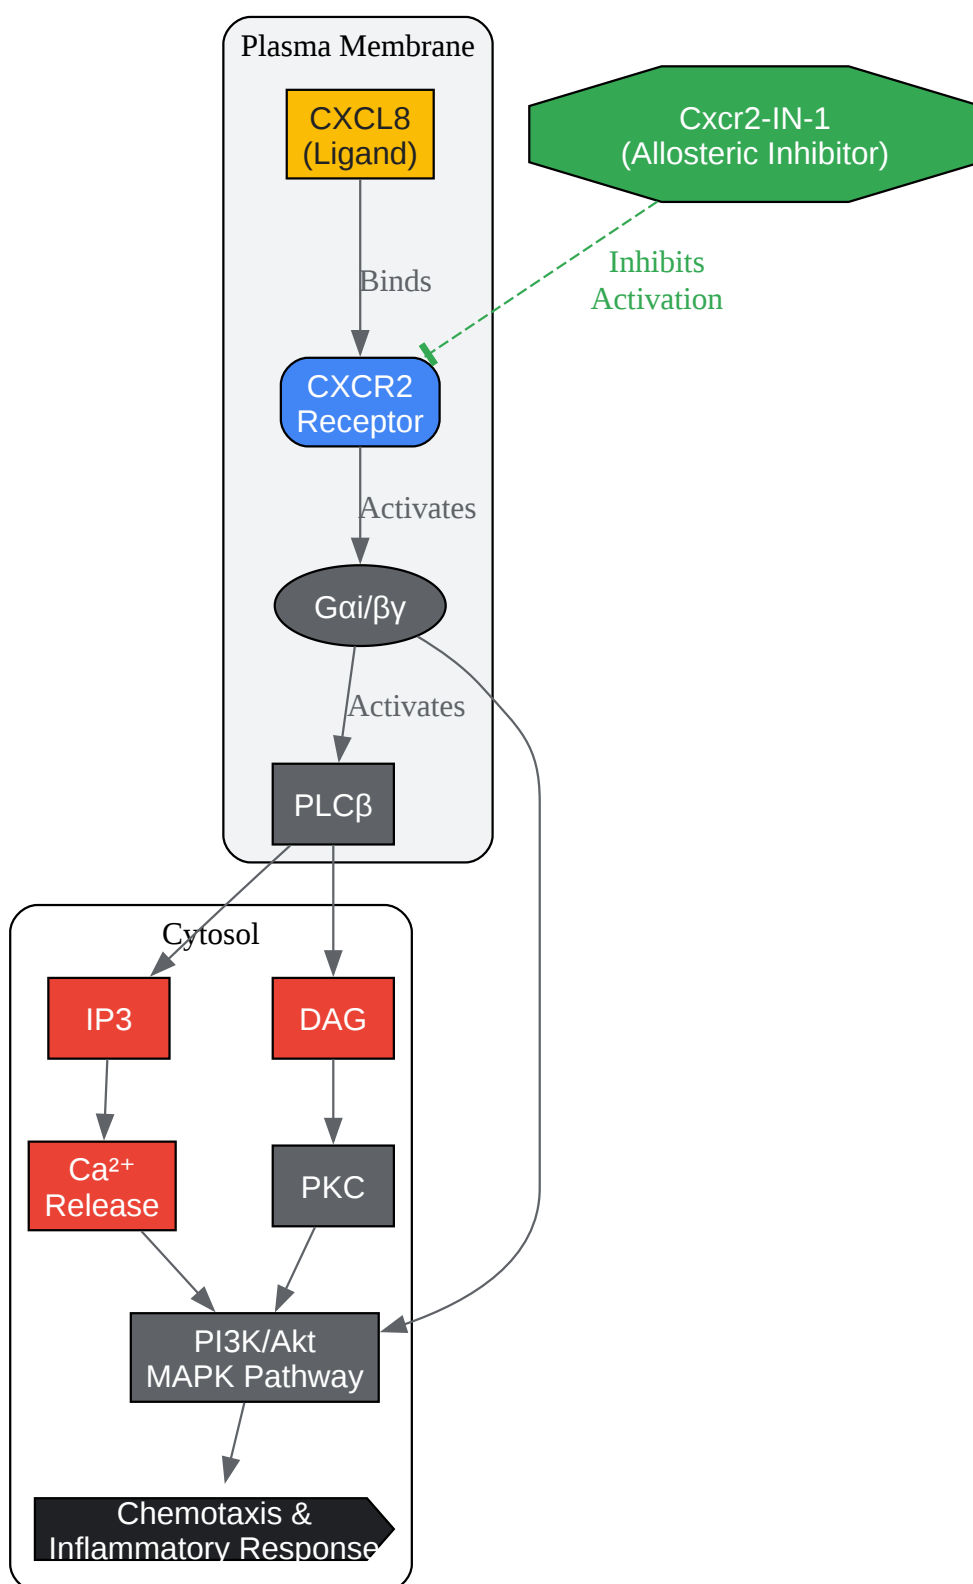 Plasma Membrane
CXCL8
(Ligand)
Cxcr2-IN-1
(Allosteric Inhibitor)
Binds
Inhibits
Activation
CXCR2
Receptor
Activates
Gαi/βγ
Activates
PLCβ
Cytosol
IP3
DAG
Ca²⁺
Release
PKC
PI3K/Akt
MAPK Pathway
Chemotaxis &
Inflammatory Response